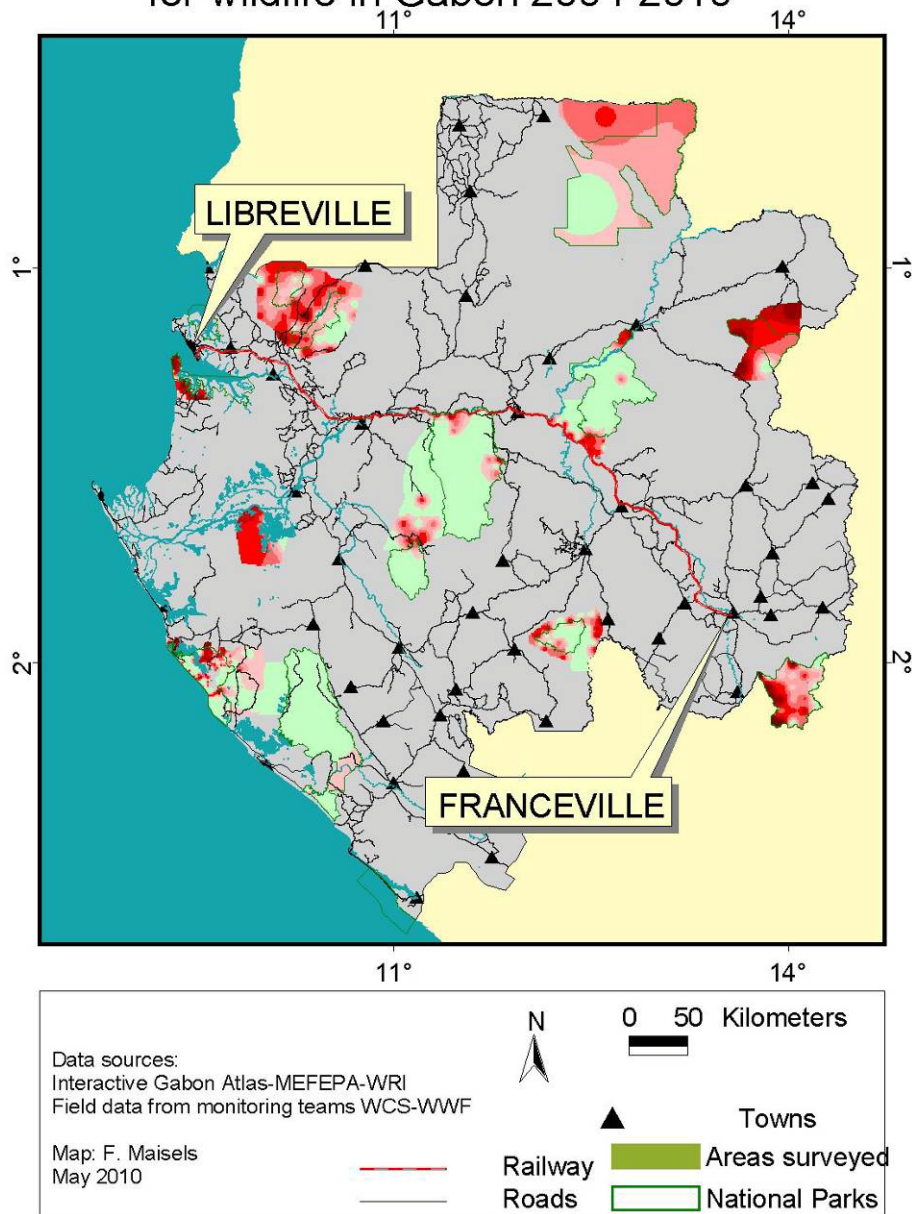 for wildlife in Gabon 2004-2010
11° 14°
LIBREVILLE
1° 1°
2° 2°
FRANCEVILLE
11° 14°
N
0 50 Kilometers
Data sources:
Interactive Gabon Atlas-MEFEPA-WRI
Field data from monitoring teams WCS-WWF
Towns
Map: F. Maisels
May 2010
Railway
Roads
Areas surveyed
National Parks